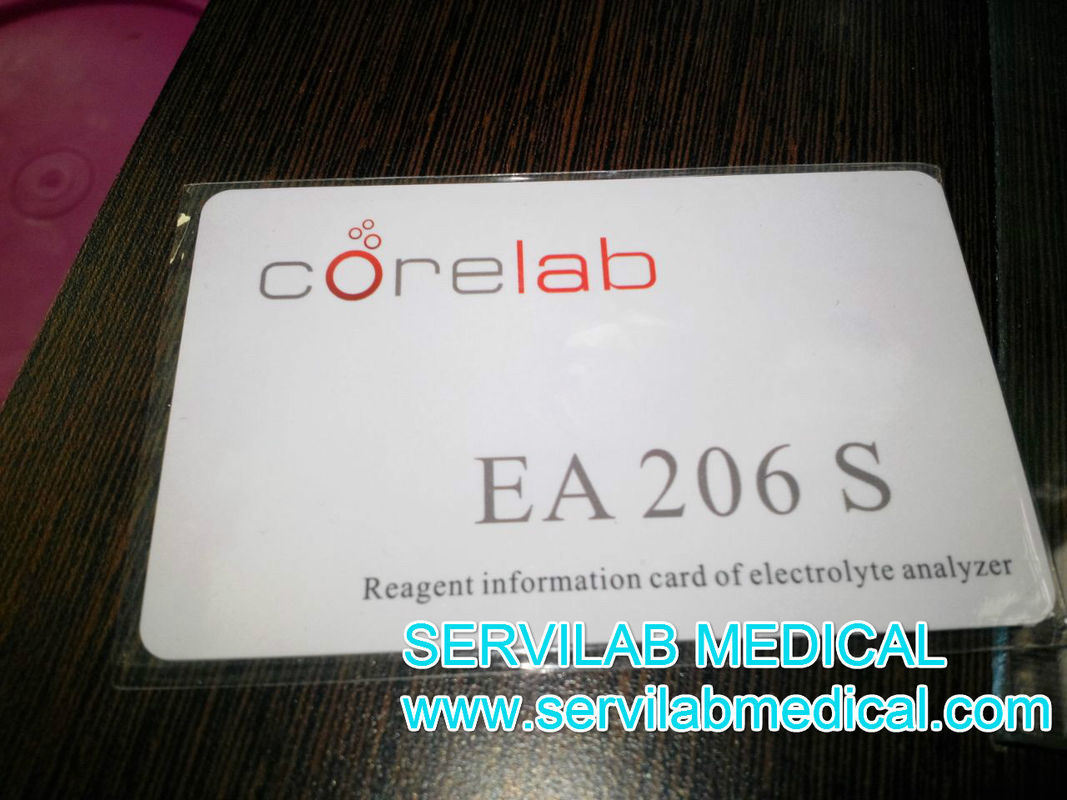 corelab
EA 206 S
Reagent information card of electrolyte analyzer
SERVILAB MEDICAL
www.servilabmedical.com